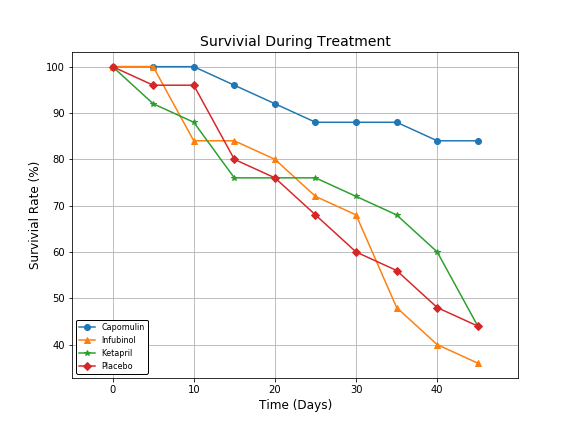 Survivial During Treatment
Survivial Rate (%)
100
90
80
70
60
50
40
Capomulin
Infubinol
Ketapril
Placebo
0
10
20
30
40
Time (Days)